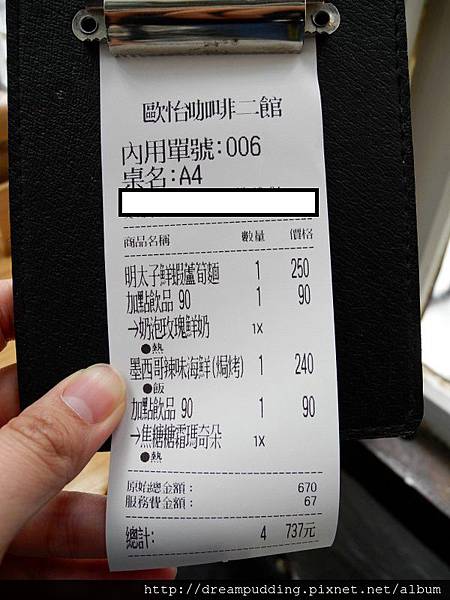 歐怡咖啡二館
內用單號:006
桌名:A4
商品名稱 數量 價格
明太子鮮蝦蘆筍麵 1 250
加點飲品 90 1 90
→奶泡玫瑰鮮奶 1X
●熱
墨西哥辣味海鮮(焗烤) 1 240
●飯
加點飲品 90 1 90
→焦糖糖霜瑪奇朵 1X
●熱
原始總金額: 670
服務費金額: 67
總計: 4 737元
http://dreampudding.pixnet.net/album